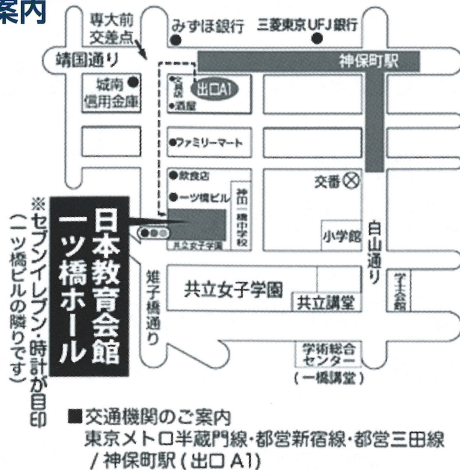 案内
専大前
交差点
みずほ銀行
三菱東京UFJ銀行
靖国通り
神保町駅
城南
信用金庫
文具店
酒屋
出口A1
ファミリーマート
飲食店
一ツ橋ビル
交番
神田一橋中学校
小学館
白山通り
共立女子学園
日本教育会館
一ツ橋ホール
※セブンイレブン・時計が目印
(一ツ橋ビルの隣りです)
雉子橋通り
共立女子学園
共立講堂
学士会館
学術総合
センター
(一橋講堂)
■交通機関のご案内
東京メトロ半蔵門線・都営新宿線・都営三田線
/ 神保町駅 ( 出口 A1)